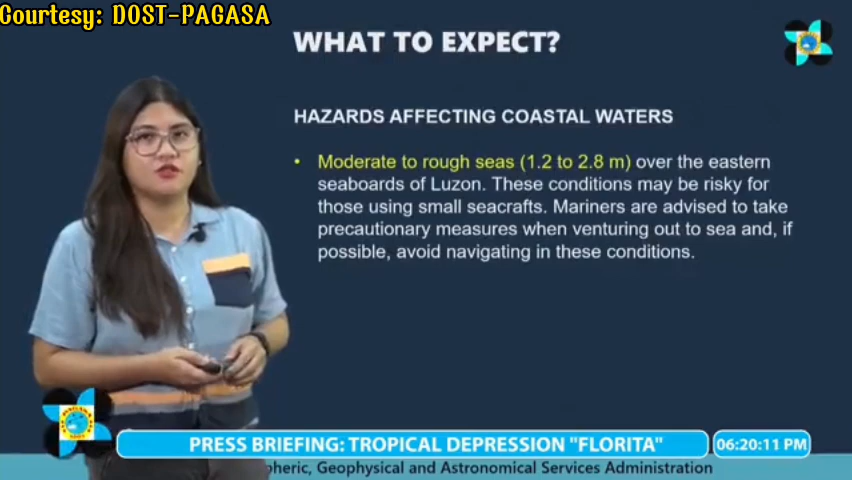 Courtesy: DOST-PAGASA
WHAT TO EXPECT?
HAZARDS AFFECTING COASTAL WATERS
• Moderate to rough seas (1.2 to 2.8 m) over the eastern
seaboards of Luzon. These conditions may be risky for
those using small seacrafts. Mariners are advised to take
precautionary measures when venturing out to sea and, if
possible, avoid navigating in these conditions.
PRESS BRIEFING: TROPICAL DEPRESSION "FLORITA"
06:20:11 PM
pheric, Geophysical and Astronomical Services Administration